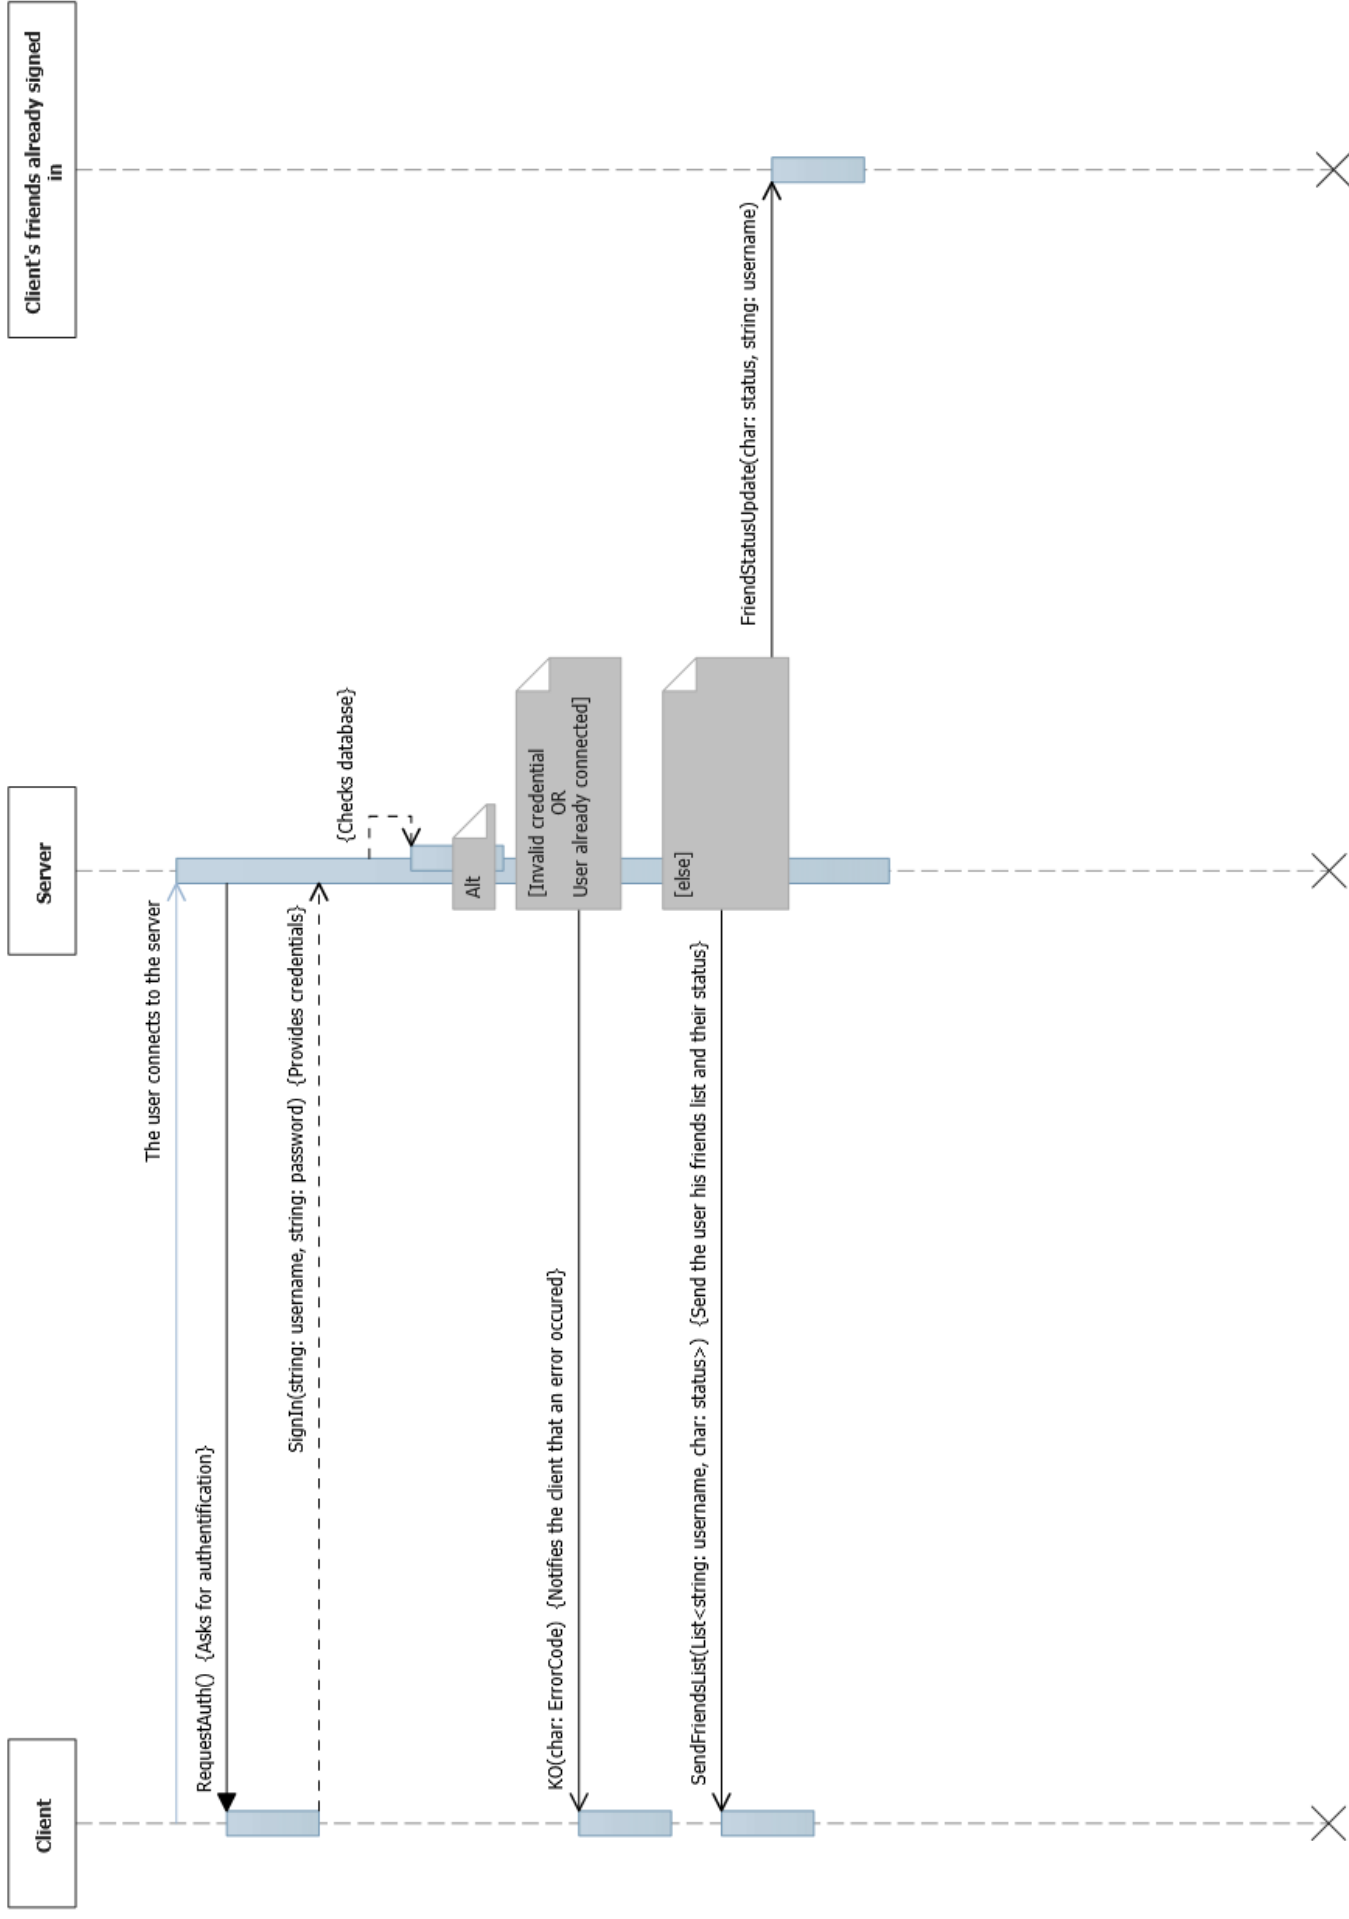 Client
Server
Client's friends already signed
in
The user connects to the server
RequestAuth() {Asks for authentification}
SignIn(string: username, string: password) {Provides credentials}
{Checks database}
Alt
[Invalid credential
OR
User already connected]
KO(char: ErrorCode) {Notifies the client that an error occured}
[else]
SendFriendsList(List<string: username, char: status>) {Send the user his friends list and their status}
FriendStatusUpdate(char: status, string: username)